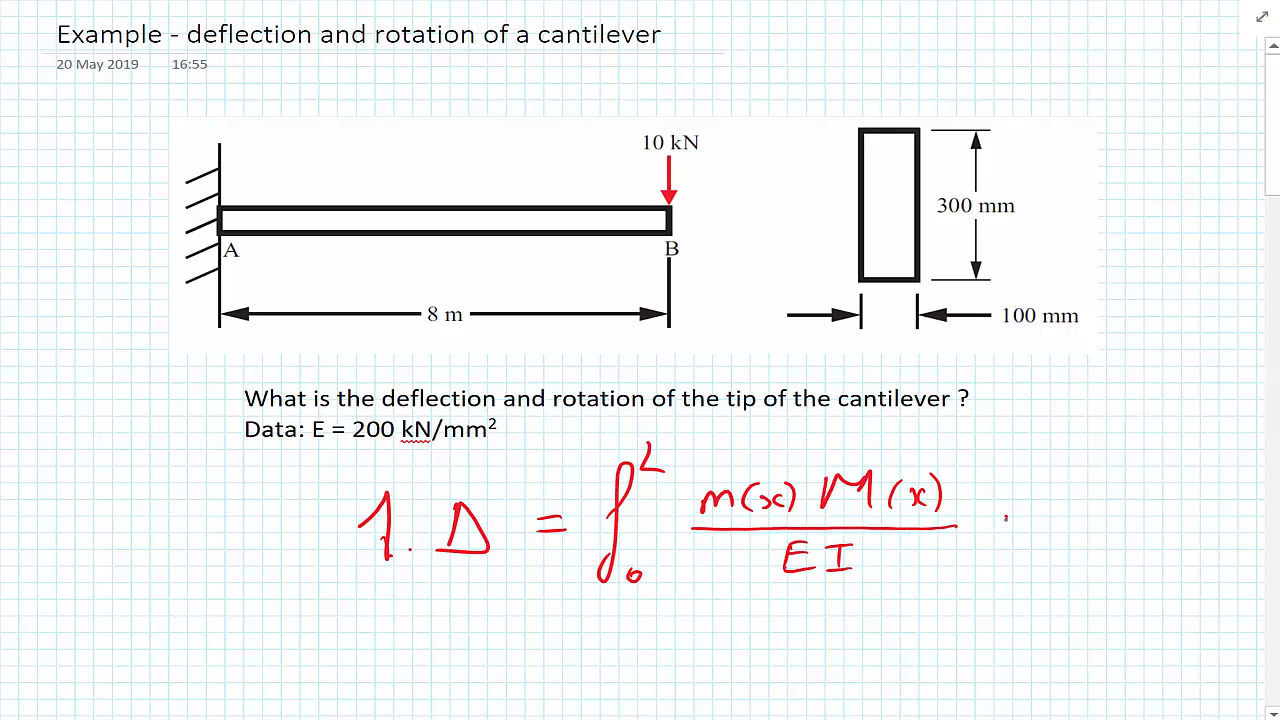 Example - deflection and rotation of a cantilever
20 May 2019 16:55
10 kN
300 mm
A
B
8 m
100 mm
What is the deflection and rotation of the tip of the cantilever ?
Data: E = 200 kN/mm²
1 . Δ = ∫₀ᴸ m(x) M(x) / EI